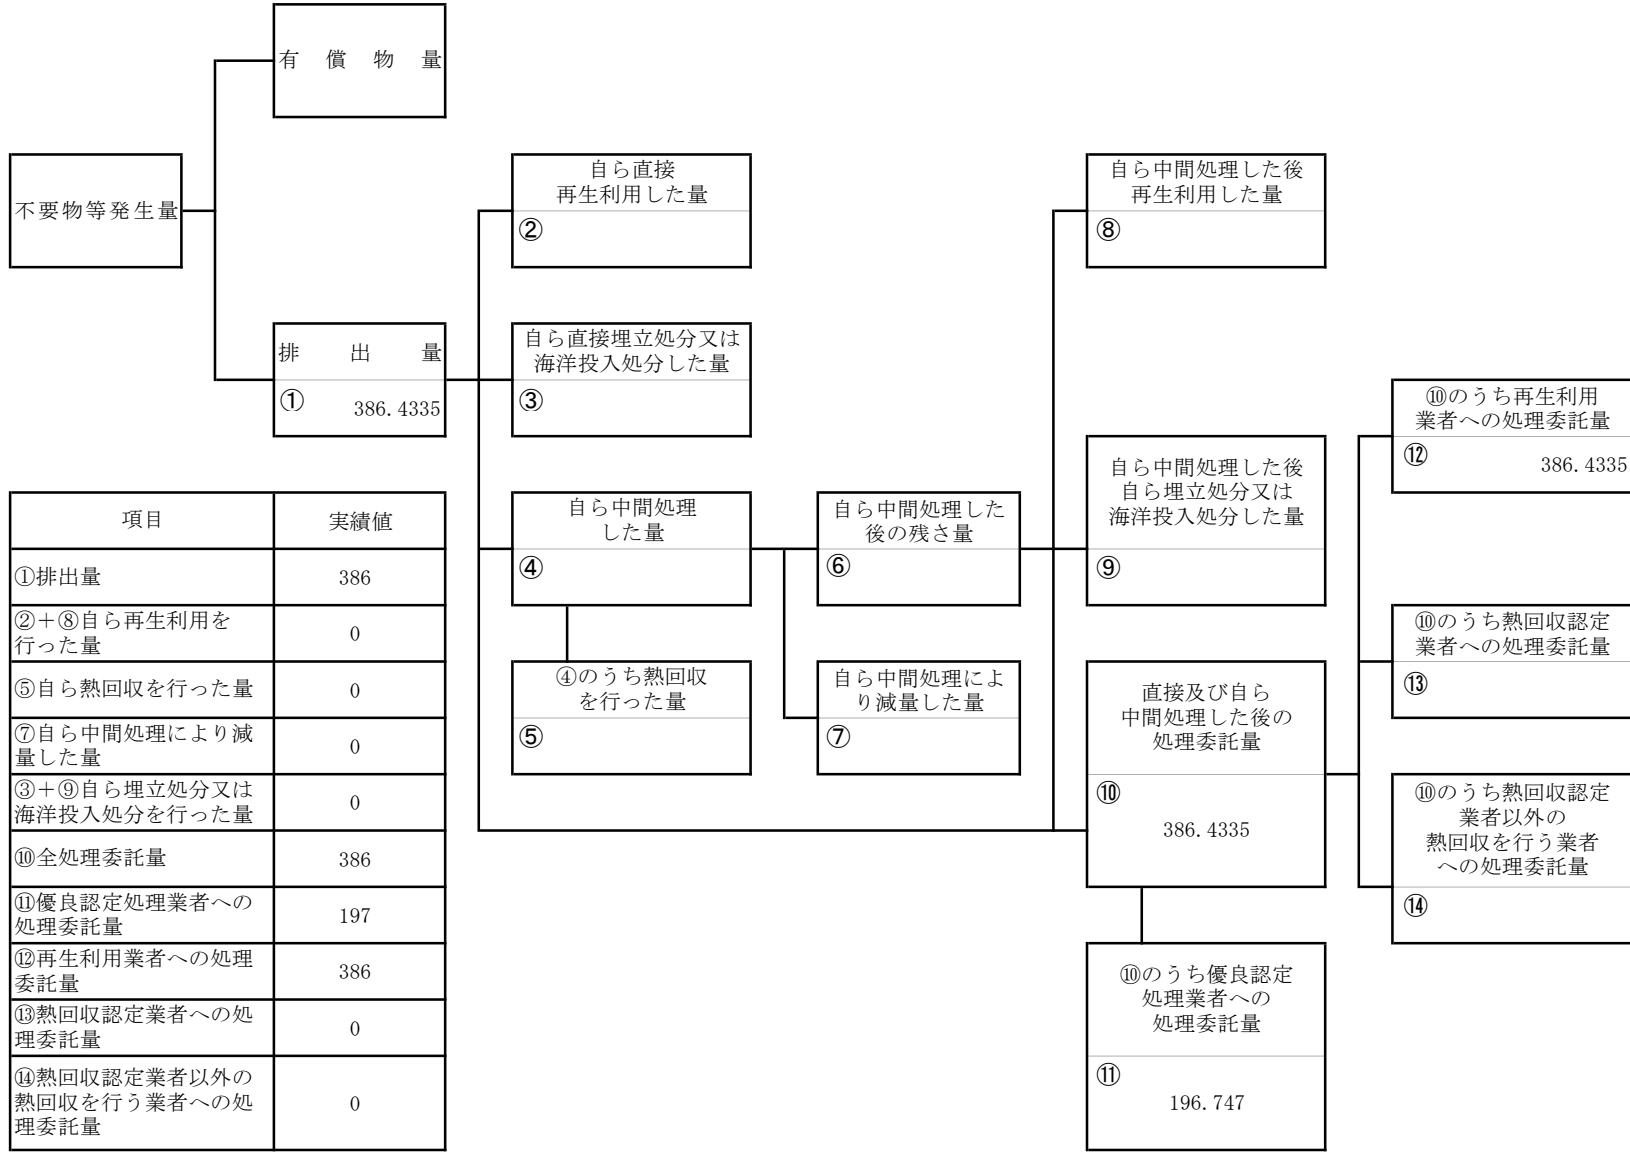 有償物量
不要物等発生量
自ら直接
再生利用した量
②
自ら中間処理した後
再生利用した量
⑧
排出量
①
386.4335
自ら直接埋立処分又は
海洋投入処分した量
③
⑩のうち再生利用
業者への処理委託量
⑫
386.4335
自ら中間処理
した量
④
自ら中間処理した
後の残さ量
⑥
自ら中間処理した後
自ら埋立処分又は
海洋投入処分した量
⑨
⑩のうち熱回収認定
業者への処理委託量
⑬
④のうち熱回収
を行った量
⑤
自ら中間処理によ
り減量した量
⑦
直接及び自ら
中間処理した後の
処理委託量
⑩
386.4335
⑩のうち熱回収認定
業者以外の
熱回収を行う業者
への処理委託量
⑭
⑩のうち優良認定
処理業者への
処理委託量
⑪
196.747
項目 実績値
①排出量 386
②＋⑧自ら再生利用を
行った量 0
⑤自ら熱回収を行った量 0
⑦自ら中間処理により減
量した量 0
③＋⑨自ら埋立処分又は
海洋投入処分を行った量 0
⑩全処理委託量 386
⑪優良認定処理業者への
処理委託量 197
⑫再生利用業者への処理
委託量 386
⑬熱回収認定業者への処
理委託量 0
⑭熱回収認定業者以外の
熱回収を行う業者への処 0
理委託量